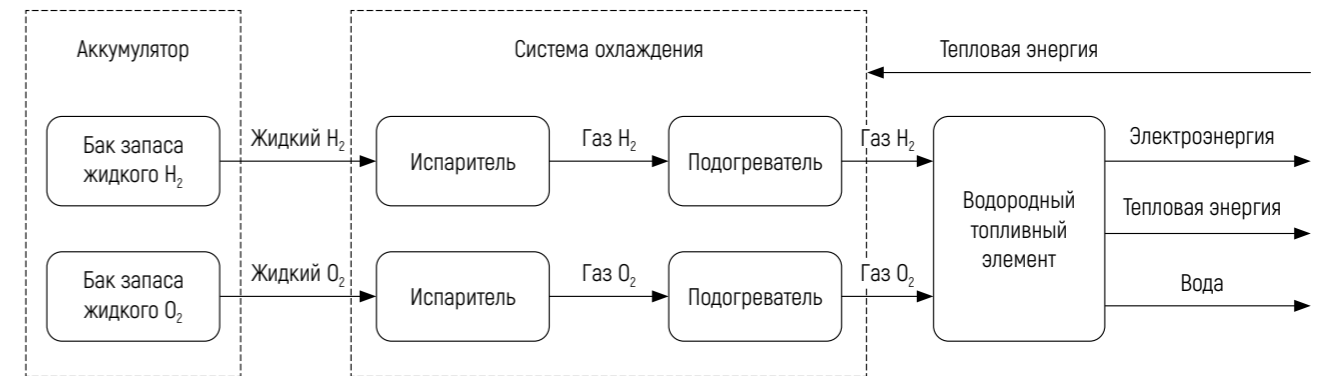 Аккумулятор
Система охлаждения
Тепловая энергия
Бак запаса
жидкого H₂
Жидкий H₂
Испаритель
Газ H₂
Подогреватель
Газ H₂
Электроэнергия
Водородный
топливный
элемент
Тепловая энергия
Бак запаса
жидкого O₂
Жидкий O₂
Испаритель
Газ O₂
Подогреватель
Газ O₂
Вода